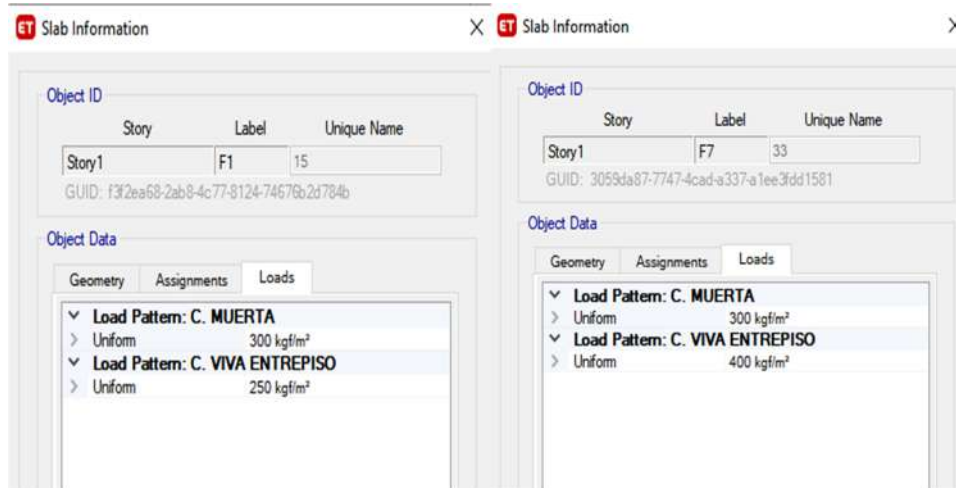 ET Slab Information X
Object ID
Story Label Unique Name
Story1 F1 15
GUID: f3f2ea68-2ab8-4c77-8124-74676b2d784b
Object Data
Geometry Assignments Loads
Load Pattern: C. MUERTA
Uniform 300 kgf/m²
Load Pattern: C. VIVA ENTREPISO
Uniform 250 kgf/m²
ET Slab Information
Object ID
Story Label Unique Name
Story1 F7 33
GUID: 3059da87-7747-4cad-a337-a1ee3fdd1581
Object Data
Geometry Assignments Loads
Load Pattern: C. MUERTA
Uniform 300 kgf/m²
Load Pattern: C. VIVA ENTREPISO
Uniform 400 kgf/m²